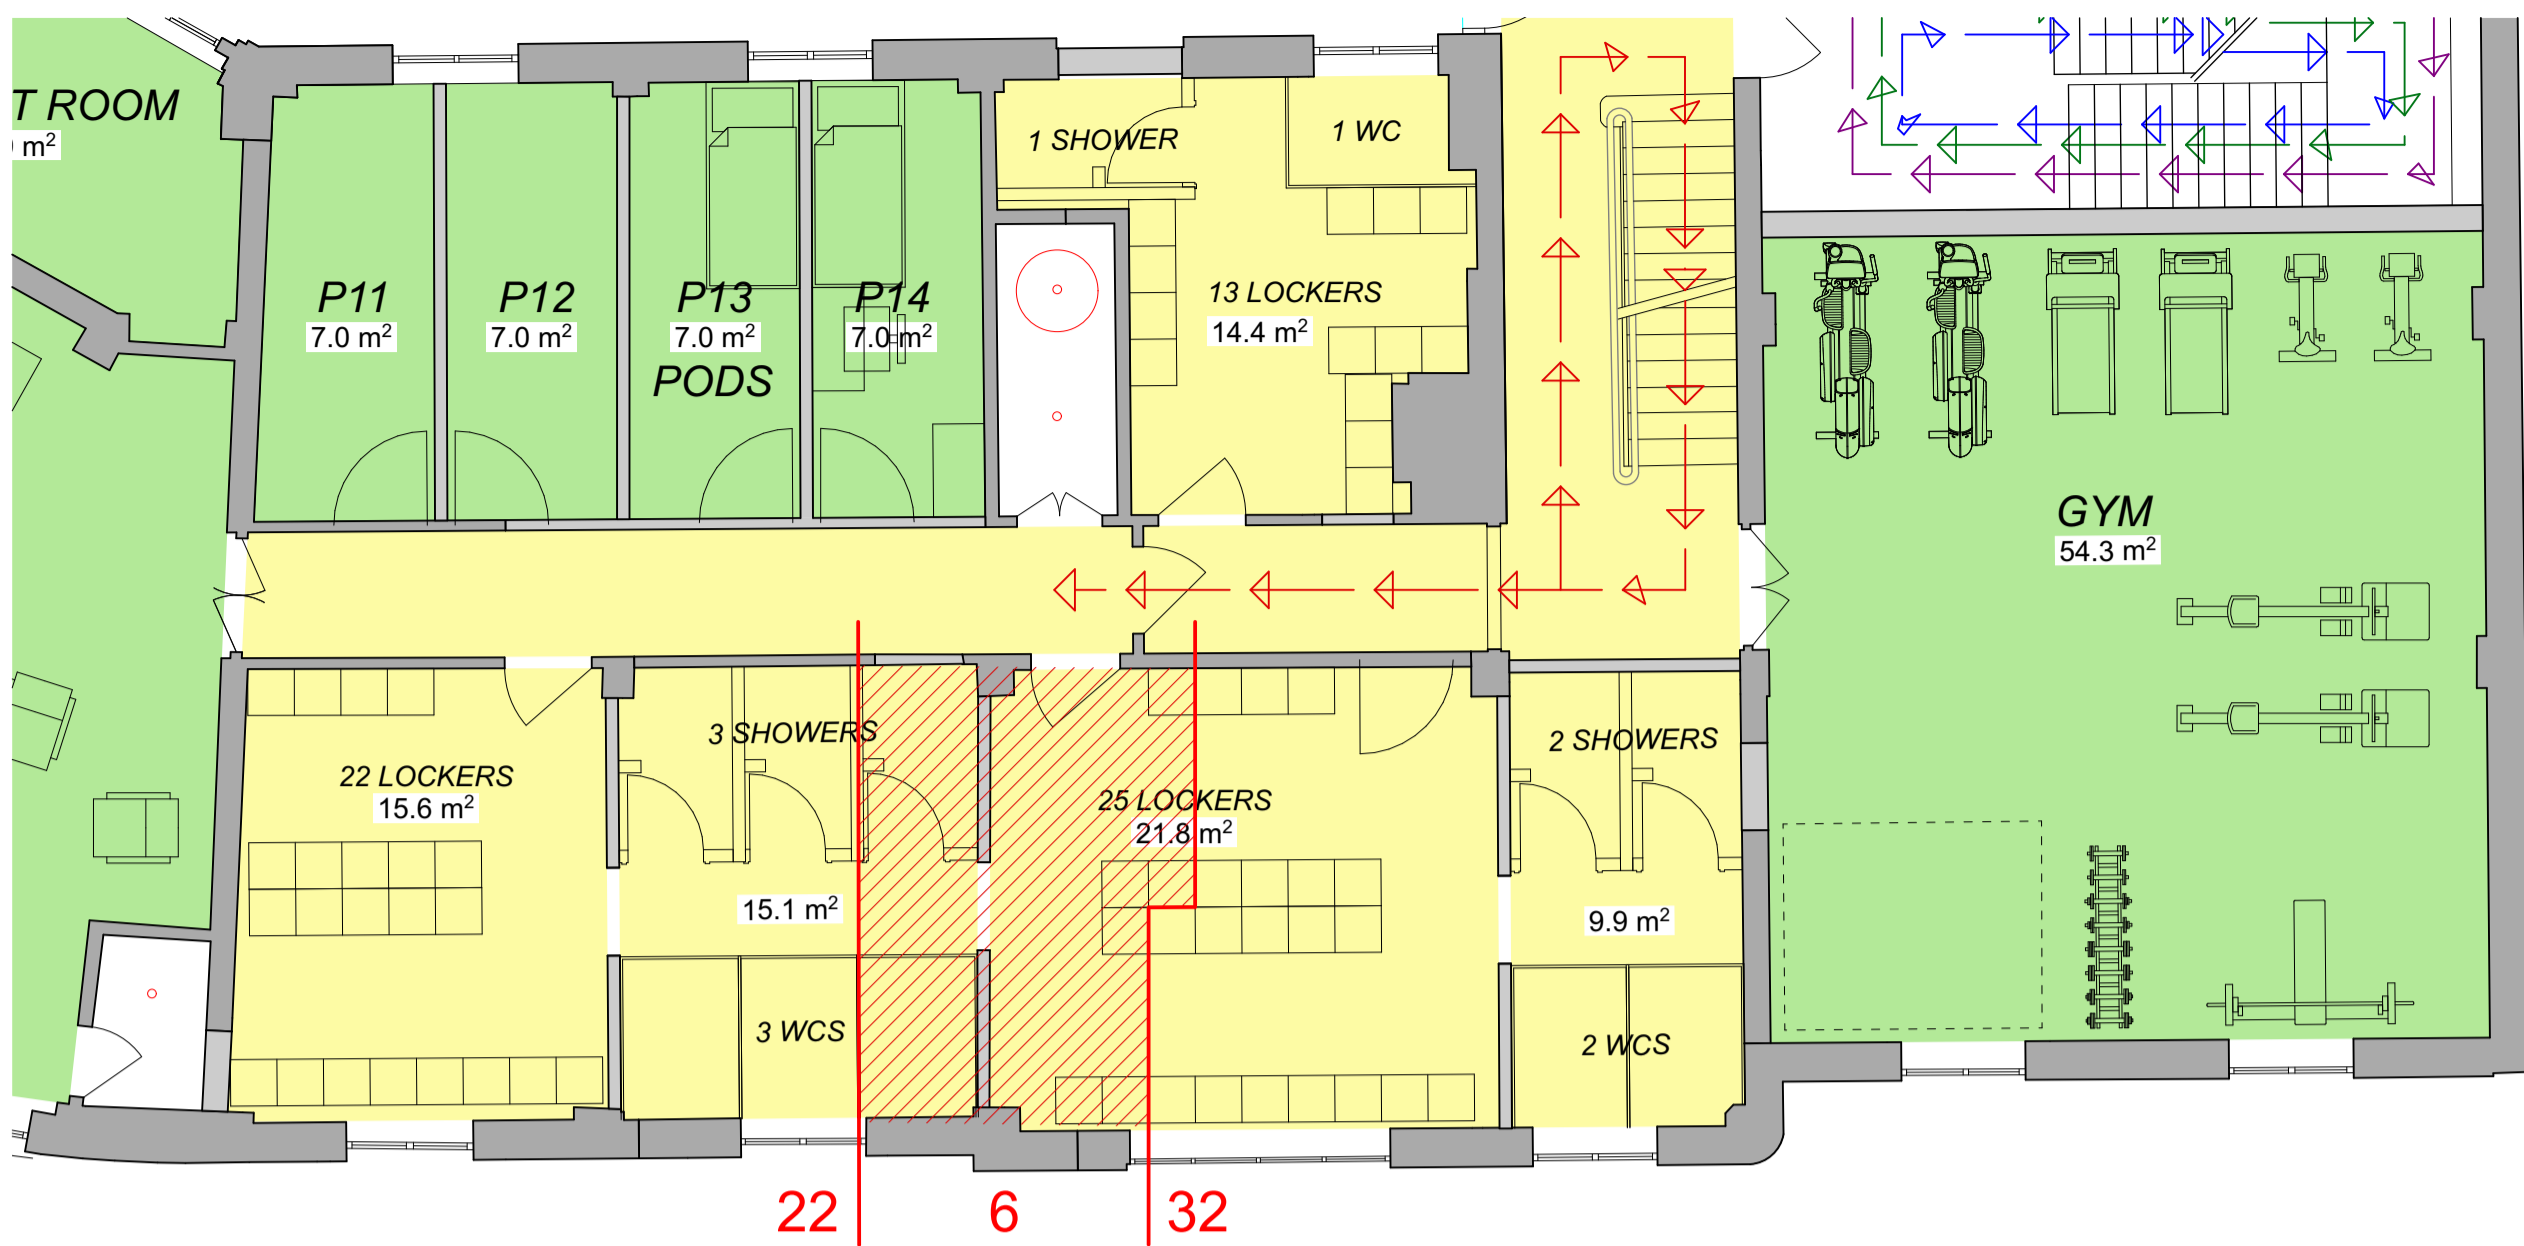 T ROOM
m²
P11
7.0 m²
P12
7.0 m²
P13
7.0 m²
PODS
P14
7.0 m²
1 SHOWER
1 WC
13 LOCKERS
14.4 m²
GYM
54.3 m²
22 LOCKERS
15.6 m²
3 SHOWERS
15.1 m²
3 WCS
25 LOCKERS
21.8 m²
2 SHOWERS
9.9 m²
2 WCS
22
6
32